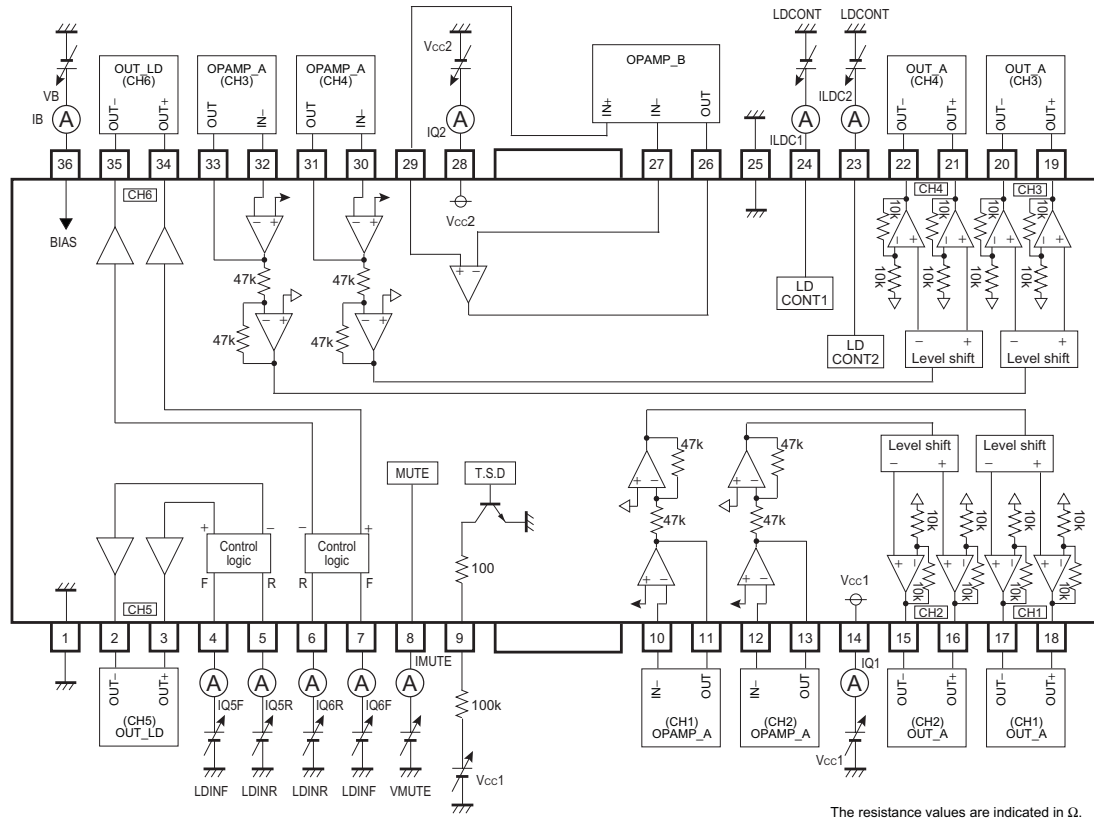 LDCONT LDCONT
Vcc2
VB
IB
A
OUT_LD
(CH6)
OUT− OUT+
OPAMP_A
(CH3)
OUT IN−
OPAMP_A
(CH4)
OUT IN−
A
IQ2
OPAMP_B
IN+ IN− OUT
A
ILDC1
A
ILDC2
OUT_A
(CH4)
OUT− OUT+
OUT_A
(CH3)
OUT− OUT+
36 35 34 33 32 31 30 29 28 27 26 25 24 23 22 21 20 19
CH6
CH4
CH3
BIAS
Vcc2
− +
− +
+ −
10k 10k 10k 10k
− + − + − + − +
10k 10k 10k 10k
47k 47k
− + − +
47k 47k
LD
CONT1
LD
CONT2
− +
Level shift
− +
Level shift
MUTE
T.S.D
47k 47k
+ − + −
47k 47k
+ − + −
Level shift
− +
Level shift
− +
10k 10k 10k 10k
+ − + − + − + −
10k 10k 10k 10k
+ −
Control
logic
F R
− +
Control
logic
R F
100
Vcc1
CH5
CH2
CH1
1 2 3 4 5 6 7 8 9 10 11 12 13 14 15 16 17 18
OUT− OUT+
(CH5)
OUT_LD
A A A A A
IQ5F IQ5R IQ6R IQ6F IMUTE
LDINF LDINR LDINR LDINF VMUTE
100k
Vcc1
IN− OUT
(CH1)
OPAMP_A
IN− OUT
(CH2)
OPAMP_A
A
IQ1
Vcc1
OUT− OUT+
(CH2)
OUT_A
OUT− OUT+
(CH1)
OUT_A
The resistance values are indicated in Ω.